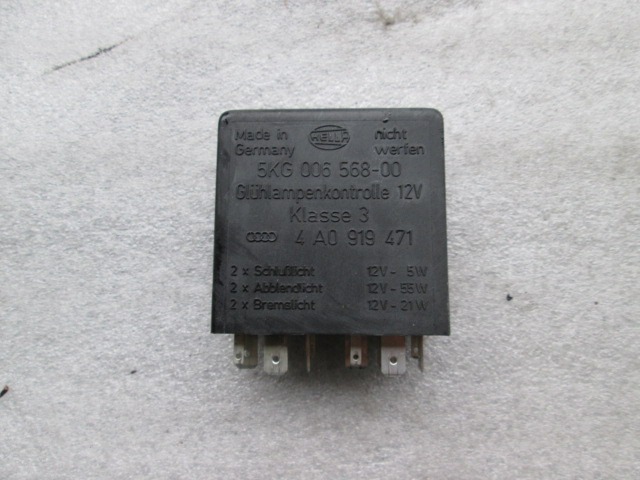 Made in HELLA nicht
Germany werfen
5KG 006 568-00
Glühlampenkontrolle 12V
Klasse 3
4 A0 919 471
2 x Schlußlicht 12V - 5W
2 x Abblendlicht 12V - 55W
2 x Bremslicht 12V - 21W